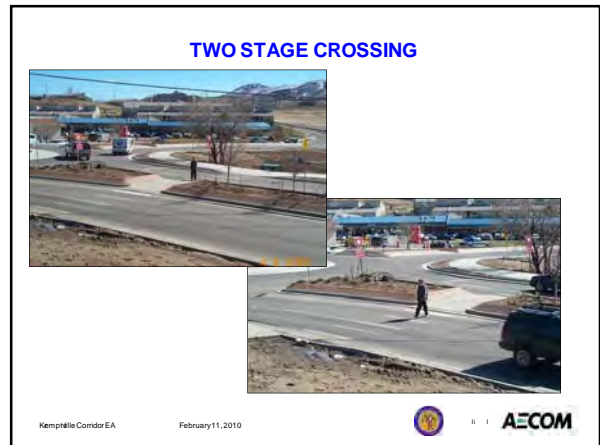 TWO STAGE CROSSING
Kemptville Corridor EA
February 11, 2010
AECOM